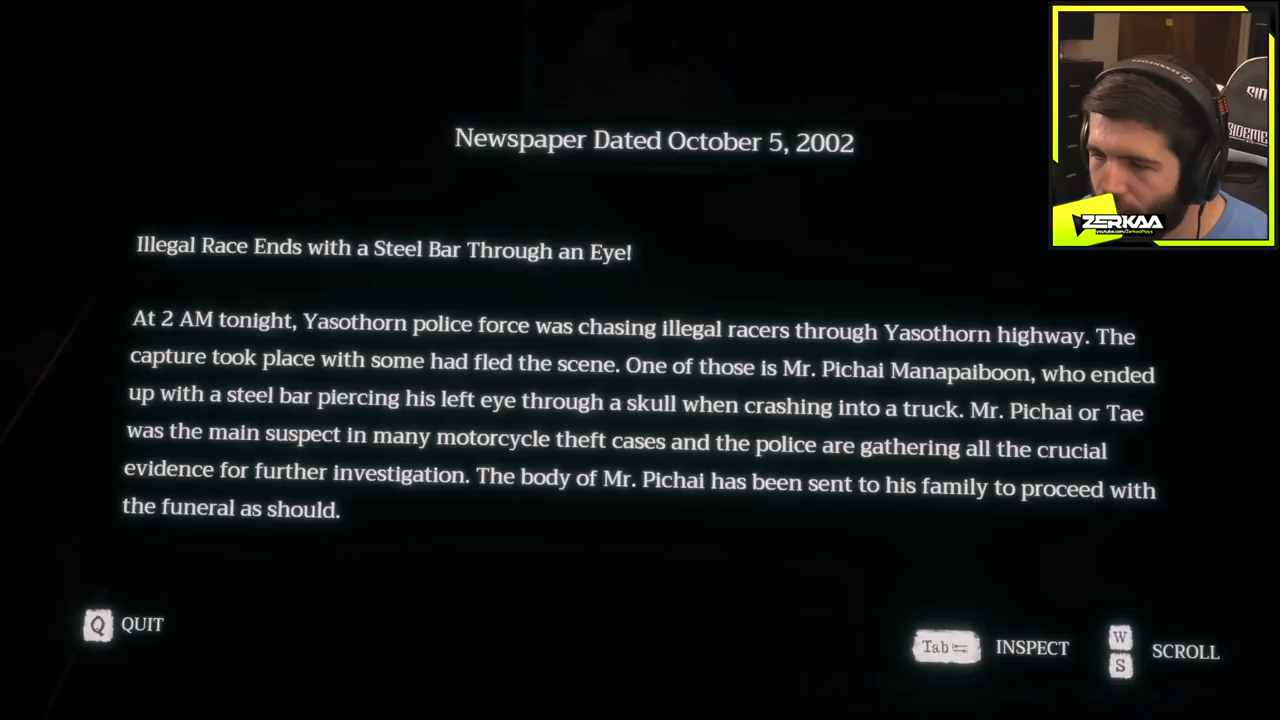 Newspaper Dated October 5, 2002
Illegal Race Ends with a Steel Bar Through an Eye!
At 2 AM tonight, Yasothorn police force was chasing illegal racers through Yasothorn highway. The
capture took place with some had fled the scene. One of those is Mr. Pichai Manapaiboon, who ended
up with a steel bar piercing his left eye through a skull when crashing into a truck. Mr. Pichai or Tae
was the main suspect in many motorcycle theft cases and the police are gathering all the crucial
evidence for further investigation. The body of Mr. Pichai has been sent to his family to proceed with
the funeral as should.
Q QUIT
Tab INSPECT
W
S SCROLL
ZERKAA